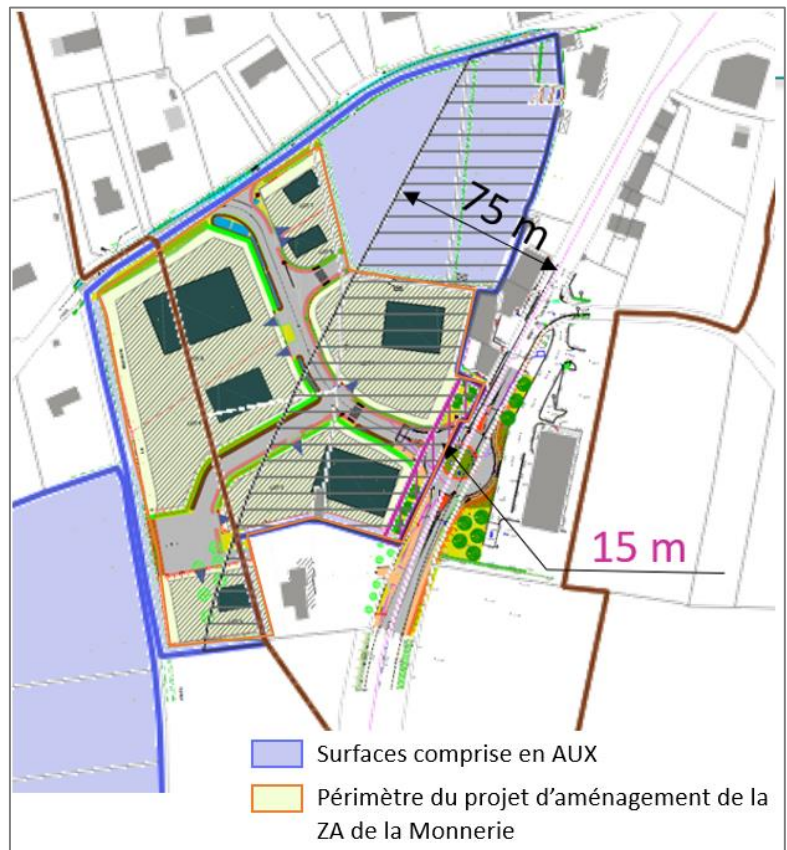 75 m
15 m
Surfaces comprise en AUX
Périmètre du projet d’aménagement de la
ZA de la Monnerie